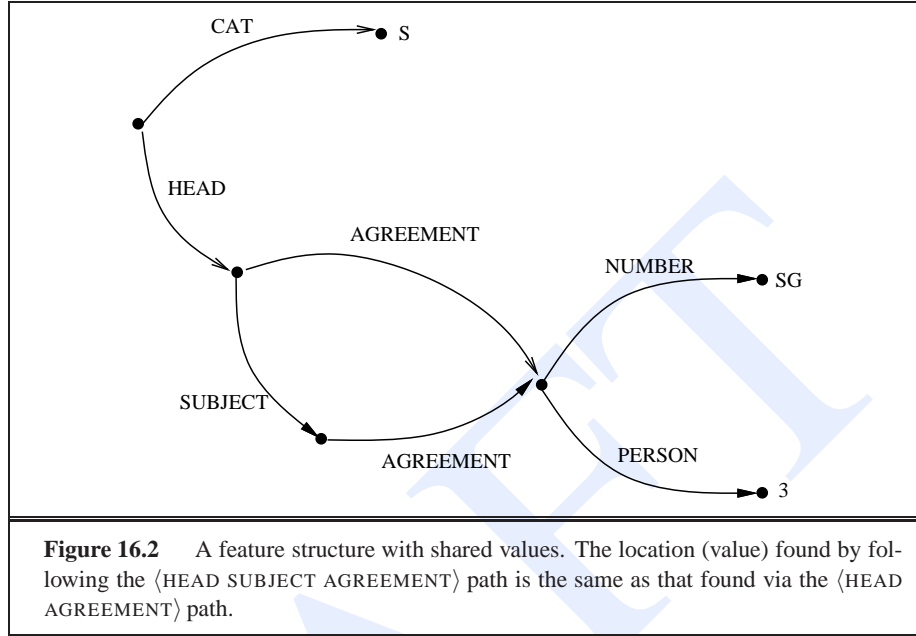 CAT
S
HEAD
AGREEMENT
NUMBER
SG
SUBJECT
AGREEMENT
PERSON
3
Figure 16.2 A feature structure with shared values. The location (value) found by fol-
lowing the ⟨HEAD SUBJECT AGREEMENT⟩ path is the same as that found via the ⟨HEAD
AGREEMENT⟩ path.